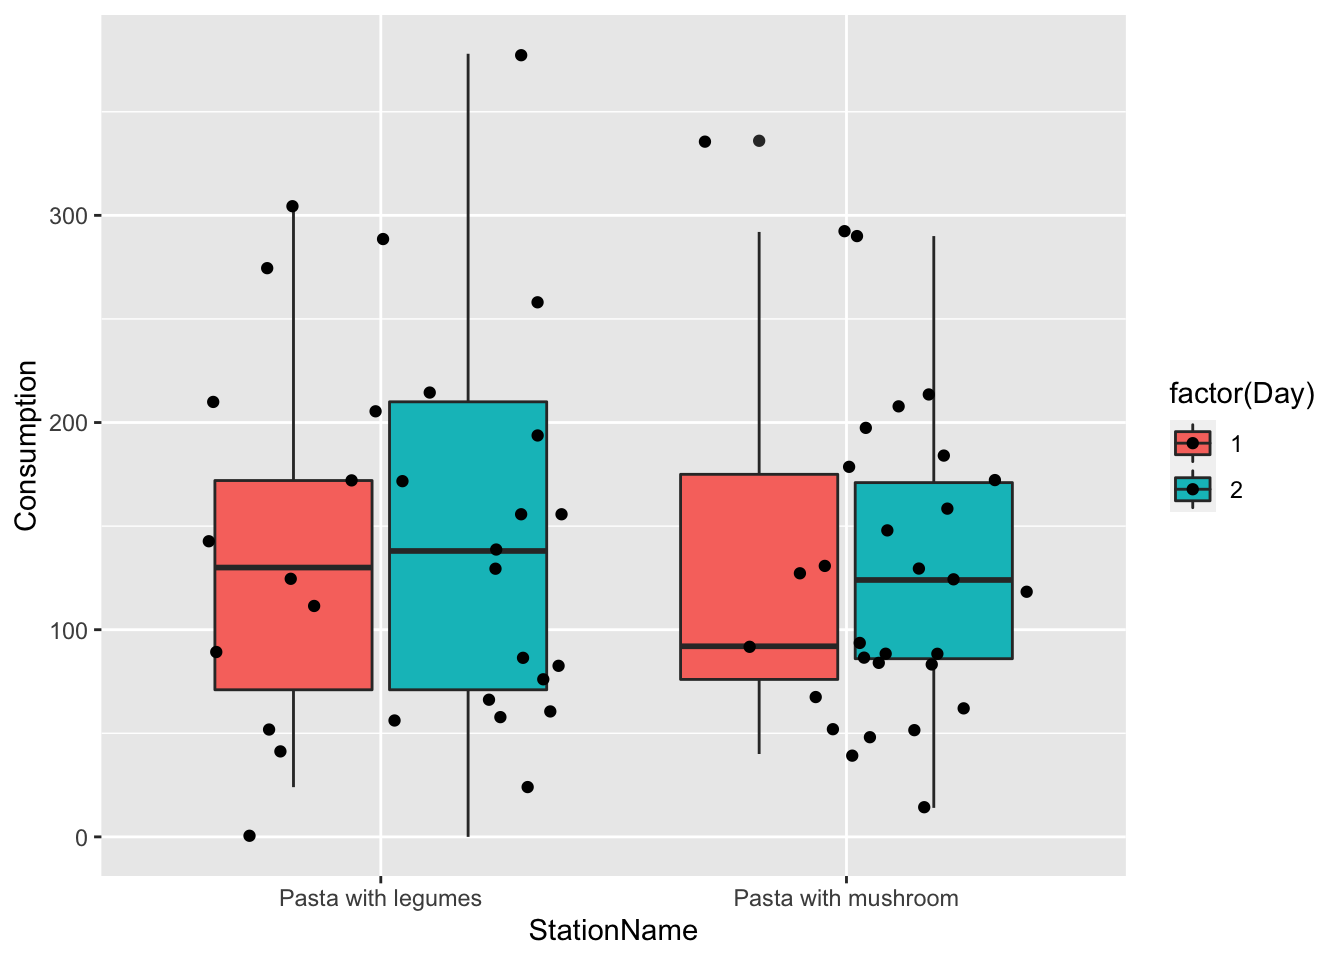 300
200
100
0
Consumption
Pasta with legumes
Pasta with mushroom
StationName
factor(Day)
1
2